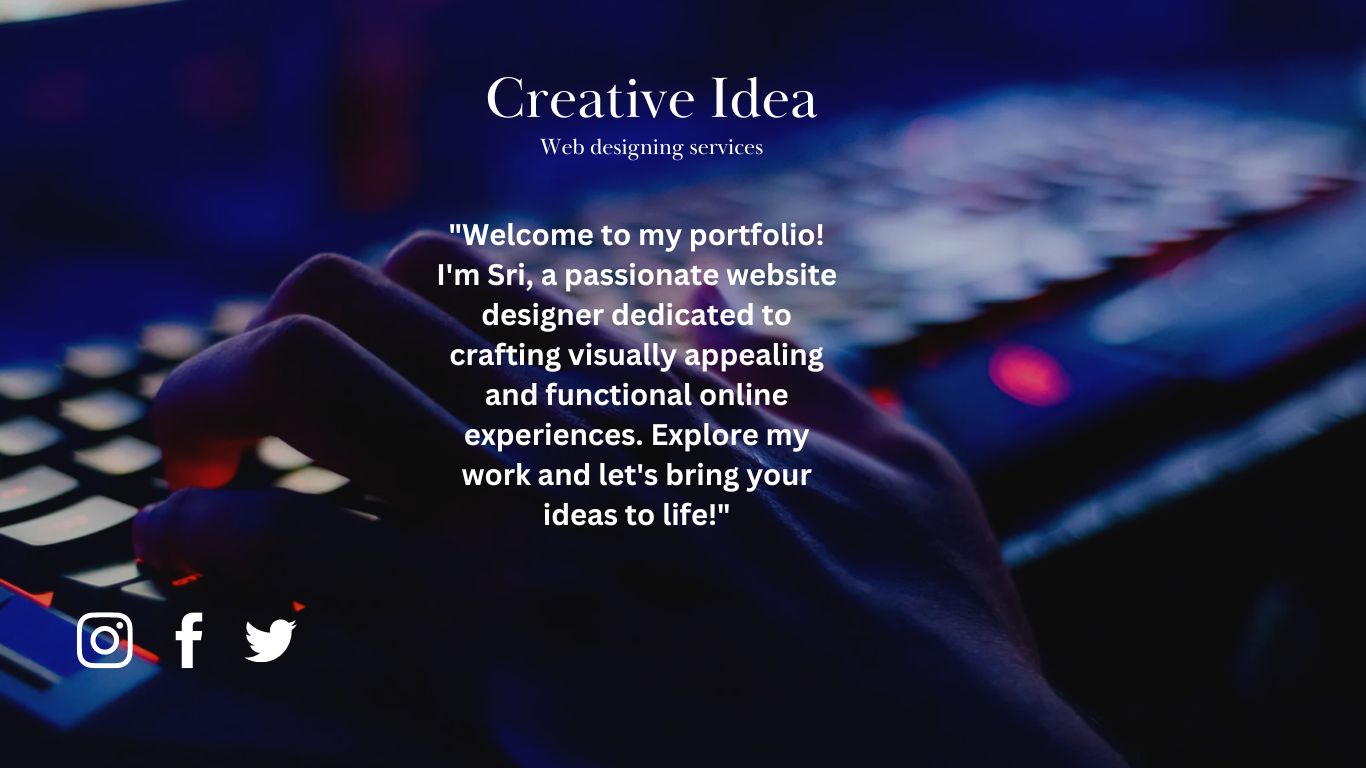 Creative Idea
Web designing services
"Welcome to my portfolio!
I'm Sri, a passionate website
designer dedicated to
crafting visually appealing
and functional online
experiences. Explore my
work and let's bring your
ideas to life!"